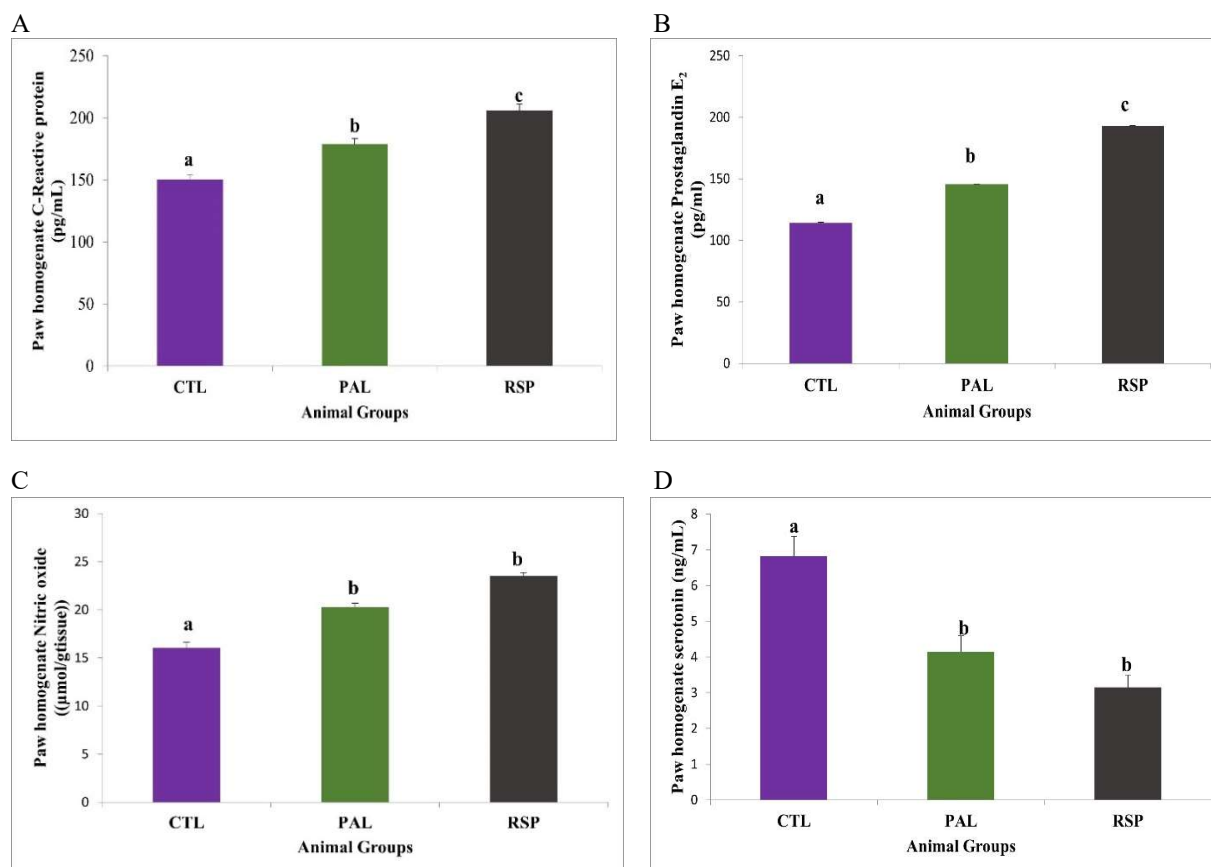 A
Paw homogenate C-Reactive protein
(pg/mL)
250
200
150
100
50
0
a
b
c
CTL
PAL
RSP
Animal Groups
B
Paw homogenate Prostaglandin E₂
(pg/ml)
250
200
150
100
50
0
a
b
c
CTL
PAL
RSP
Animal Groups
C
Paw homogenate Nitric oxide
((µmol/gtissue))
30
25
20
15
10
5
0
a
b
b
CTL
PAL
RSP
Animal Groups
D
Paw homogenate serotonin (ng/mL)
8
7
6
5
4
3
2
1
0
a
b
b
CTL
PAL
RSP
Animal Groups